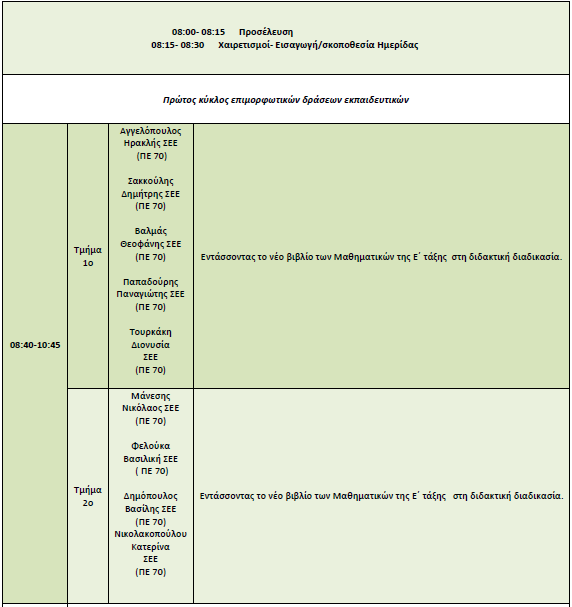 08:00- 08:15 Προσέλευση
08:15- 08:30 Χαιρετισμοί- Εισαγωγή/σκοποθεσία Ημερίδας
Πρώτος κύκλος επιμορφωτικών δράσεων εκπαιδευτικών
08:40-10:45
Τμήμα
1ο
Αγγελόπουλος
Ηρακλής ΣΕΕ
(ΠΕ 70)
Σακκούλης
Δημήτρης ΣΕΕ
(ΠΕ 70)
Βαλμάς
Θεοφάνης ΣΕΕ
(ΠΕ 70)
Παπαδούρης
Παναγιώτης ΣΕΕ
(ΠΕ 70)
Τουρκάκη
Διονυσία
ΣΕΕ
(ΠΕ 70)
Εντάσσοντας το νέο βιβλίο των Μαθηματικών της Ε΄ τάξης στη διδακτική διαδικασία.
Τμήμα
2ο
Μάνεσης
Νικόλαος ΣΕΕ
(ΠΕ 70)
Φελούκα
Βασιλική ΣΕΕ
( ΠΕ 70)
Δημόπουλος
Βασίλης ΣΕΕ
(ΠΕ 70)
Νικολακοπούλου
Κατερίνα
ΣΕΕ
(ΠΕ 70)
Εντάσσοντας το νέο βιβλίο των Μαθηματικών της Ε΄ τάξης στη διδακτική διαδικασία.